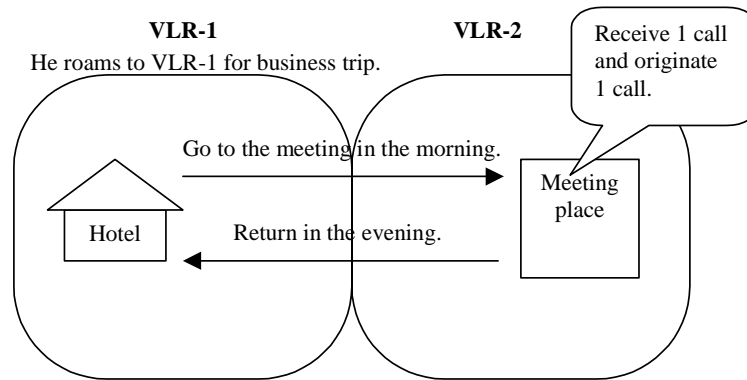 VLR-1
VLR-2
He roams to VLR-1 for business trip.
Receive 1 call
and originate
1 call.
Go to the meeting in the morning.
Meeting
place
Hotel
Return in the evening.